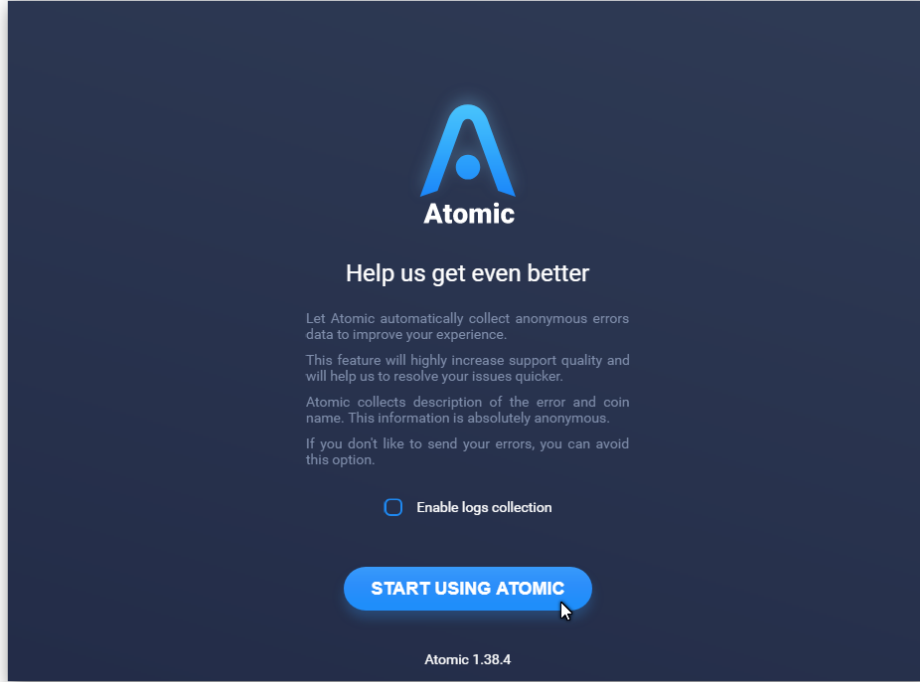 Atomic
Help us get even better
Let Atomic automatically collect anonymous errors
data to improve your experience.
This feature will highly increase support quality and
will help us to resolve your issues quicker.
Atomic collects description of the error and coin
name. This information is absolutely anonymous.
If you don't like to send your errors, you can avoid
this option.
Enable logs collection
START USING ATOMIC
Atomic 1.38.4